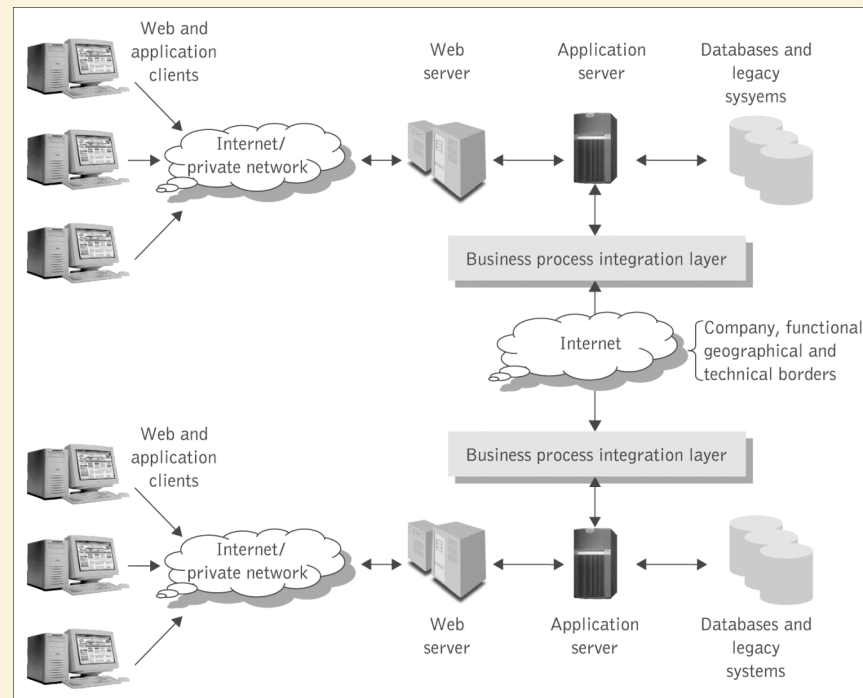 Web and
application
clients
Web
server
Application
server
Databases and
legacy
sysyems
Internet/
private network
Business process integration layer
Internet
Company, functional
geographical and
technical borders
Business process integration layer
Web and
application
clients
Internet/
private network
Web
server
Application
server
Databases and
legacy
systems